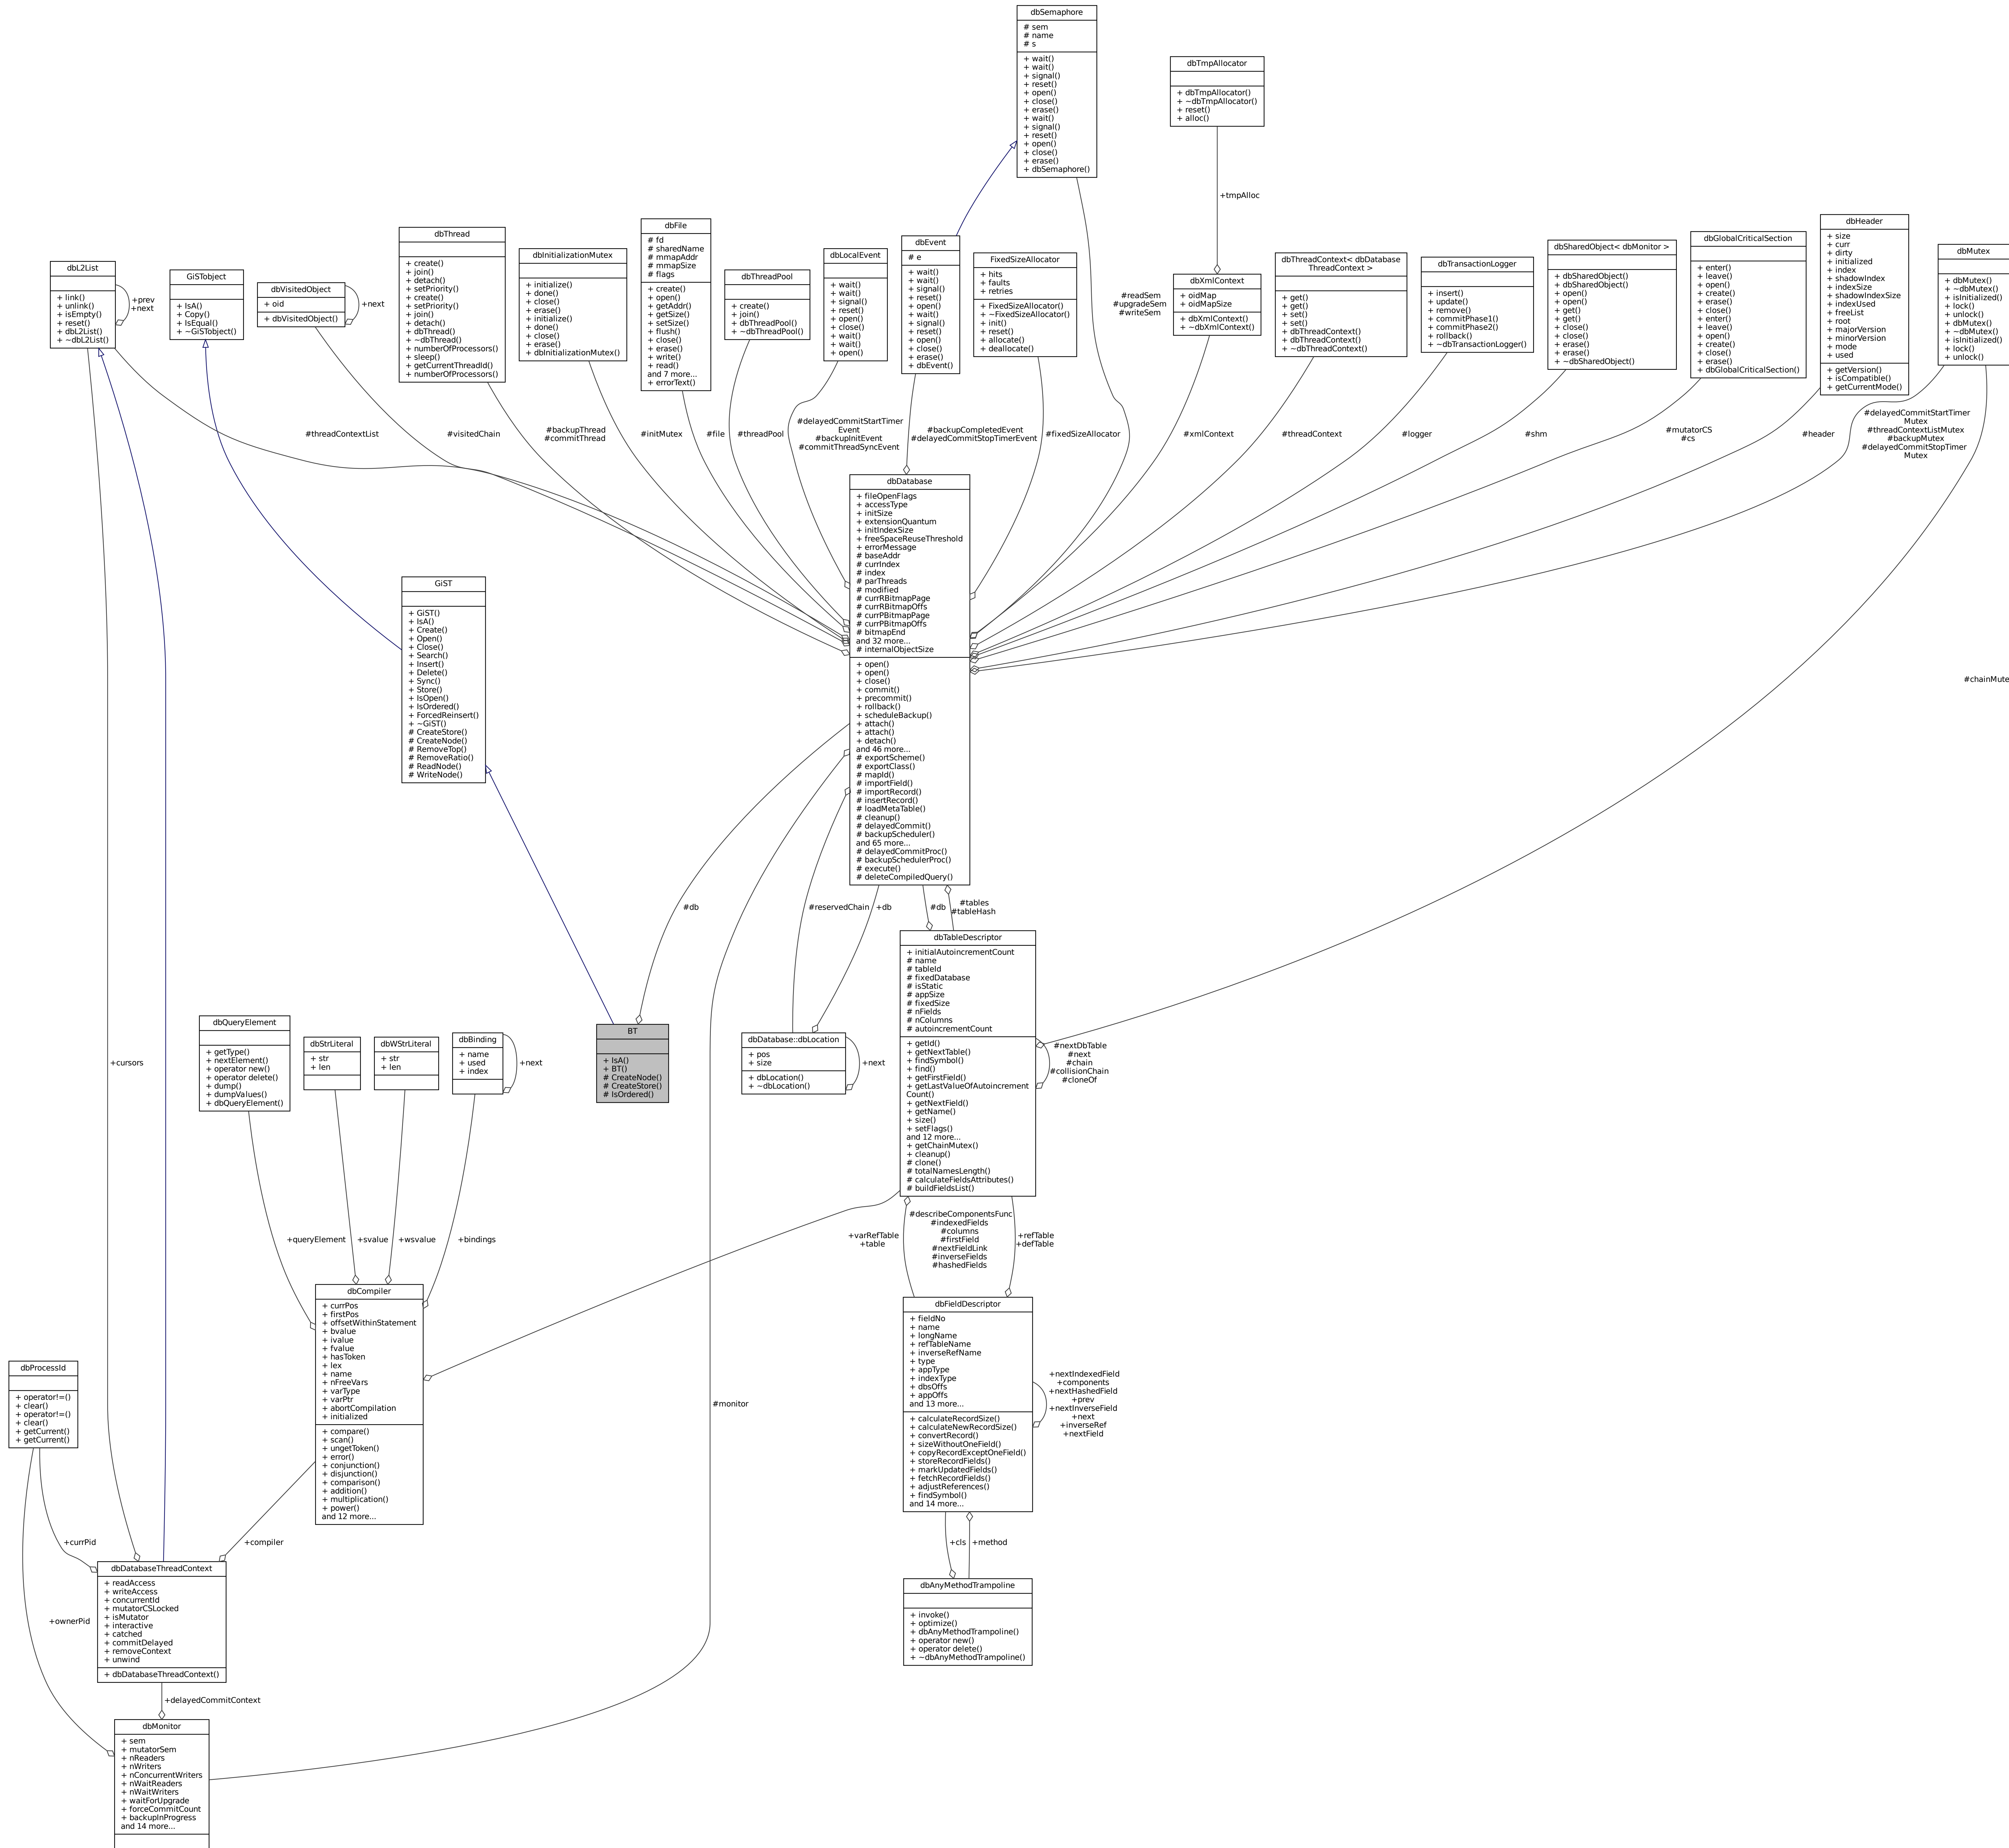 dbSemaphore
# sem
# name
# s
+ wait()
+ wait()
+ signal()
+ reset()
+ open()
+ close()
+ erase()
+ wait()
+ signal()
+ reset()
+ open()
+ close()
+ erase()
+ dbSemaphore()
dbTmpAllocator
+ dbTmpAllocator()
+ ~dbTmpAllocator()
+ reset()
+ alloc()
+tmpAlloc
dbL2List
+ link()
+ unlink()
+ isEmpty()
+ reset()
+ dbL2List()
+ ~dbL2List()
+prev
+next
GiSTobject
+ IsA()
+ Copy()
+ IsEqual()
+ ~GiSTobject()
dbVisitedObject
+ oid
+ dbVisitedObject()
+next
dbThread
+ create()
+ join()
+ detach()
+ setPriority()
+ create()
+ setPriority()
+ join()
+ detach()
+ dbThread()
+ ~dbThread()
+ numberOfProcessors()
+ sleep()
+ getCurrentThreadId()
+ numberOfProcessors()
dbInitializationMutex
+ initialize()
+ done()
+ close()
+ erase()
+ initialize()
+ done()
+ close()
+ erase()
+ dbInitializationMutex()
dbFile
# fd
# sharedName
# mmapAddr
# mmapSize
# flags
+ create()
+ open()
+ getAddr()
+ getSize()
+ setSize()
+ flush()
+ close()
+ erase()
+ write()
+ read()
and 7 more...
+ errorText()
dbThreadPool
+ create()
+ join()
+ dbThreadPool()
+ ~dbThreadPool()
dbLocalEvent
+ wait()
+ wait()
+ signal()
+ reset()
+ open()
+ close()
+ wait()
+ wait()
+ open()
dbEvent
# e
+ wait()
+ wait()
+ signal()
+ reset()
+ open()
+ wait()
+ signal()
+ reset()
+ open()
+ close()
+ erase()
+ dbEvent()
FixedSizeAllocator
+ hits
+ faults
+ retries
+ FixedSizeAllocator()
+ ~FixedSizeAllocator()
+ init()
+ reset()
+ allocate()
+ deallocate()
#readSem
#upgradeSem
#writeSem
dbXmlContext
+ oidMap
+ oidMapSize
+ dbXmlContext()
+ ~dbXmlContext()
dbThreadContext< dbDatabase
ThreadContext >
+ get()
+ get()
+ set()
+ set()
+ dbThreadContext()
+ dbThreadContext()
+ ~dbThreadContext()
dbTransactionLogger
+ insert()
+ update()
+ remove()
+ commitPhase1()
+ commitPhase2()
+ rollback()
+ ~dbTransactionLogger()
dbSharedObject< dbMonitor >
+ dbSharedObject()
+ dbSharedObject()
+ open()
+ open()
+ get()
+ get()
+ close()
+ close()
+ erase()
+ erase()
+ ~dbSharedObject()
dbGlobalCriticalSection
+ enter()
+ leave()
+ open()
+ create()
+ erase()
+ close()
+ enter()
+ leave()
+ open()
+ create()
+ close()
+ erase()
+ dbGlobalCriticalSection()
dbHeader
+ size
+ curr
+ dirty
+ initialized
+ index
+ shadowIndex
+ indexSize
+ shadowIndexSize
+ indexUsed
+ freeList
+ root
+ majorVersion
+ minorVersion
+ mode
+ used
+ getVersion()
+ isCompatible()
+ getCurrentMode()
dbMutex
+ dbMutex()
+ ~dbMutex()
+ isInitialized()
+ lock()
+ unlock()
+ dbMutex()
+ ~dbMutex()
+ isInitialized()
+ lock()
+ unlock()
#threadContextList
#visitedChain
#backupThread
#commitThread
#initMutex
#file
#threadPool
#delayedCommitStartTimer
Event
#backupInitEvent
#commitThreadSyncEvent
#backupCompletedEvent
#delayedCommitStopTimerEvent
#fixedSizeAllocator
#xmlContext
#threadContext
#logger
#shm
#mutatorCS
#cs
#header
#delayedCommitStartTimer
Mutex
#threadContextListMutex
#backupMutex
#delayedCommitStopTimer
Mutex
dbDatabase
+ fileOpenFlags
+ accessType
+ initSize
+ extensionQuantum
+ initIndexSize
+ freeSpaceReuseThreshold
+ errorMessage
# baseAddr
# currIndex
# index
# parThreads
# modified
# currRBitmapPage
# currRBitmapOffs
# currPBitmapPage
# currPBitmapOffs
# bitmapEnd
and 32 more...
# internalObjectSize
+ open()
+ open()
+ close()
+ commit()
+ precommit()
+ rollback()
+ scheduleBackup()
+ attach()
+ attach()
+ detach()
and 46 more...
# exportScheme()
# exportClass()
# mapId()
# importField()
# importRecord()
# insertRecord()
# loadMetaTable()
# cleanup()
# delayedCommit()
# backupScheduler()
and 65 more...
# delayedCommitProc()
# backupSchedulerProc()
# execute()
# deleteCompiledQuery()
GiST
+ GiST()
+ IsA()
+ Create()
+ Open()
+ Close()
+ Search()
+ Insert()
+ Delete()
+ Sync()
+ Store()
+ IsOpen()
+ IsOrdered()
+ ForcedReinsert()
+ ~GiST()
# CreateStore()
# CreateNode()
# RemoveTop()
# RemoveRatio()
# ReadNode()
# WriteNode()
#chainMute
#db
#reservedChain
+db
#db
#tables
#tableHash
dbTableDescriptor
+ initialAutoincrementCount
# name
# tableId
# fixedDatabase
# isStatic
# appSize
# fixedSize
# nFields
# nColumns
# autoincrementCount
+ getId()
+ getNextTable()
+ findSymbol()
+ find()
+ getFirstField()
+ getLastValueOfAutoincrement
Count()
+ getNextField()
+ getName()
+ size()
+ setFlags()
and 12 more...
+ getChainMutex()
+ cleanup()
# clone()
# totalNamesLength()
# calculateFieldsAttributes()
# buildFieldsList()
#nextDbTable
#next
#chain
#collisionChain
#cloneOf
BT
+ IsA()
+ BT()
# CreateNode()
# CreateStore()
# IsOrdered()
dbDatabase::dbLocation
+ pos
+ size
+ dbLocation()
+ ~dbLocation()
+next
+cursors
dbQueryElement
+ getType()
+ nextElement()
+ operator new()
+ operator delete()
+ dump()
+ dumpValues()
+ dbQueryElement()
dbStrLiteral
+ str
+ len
dbWStrLiteral
+ str
+ len
dbBinding
+ name
+ used
+ index
+next
+queryElement
+svalue
+wsvalue
+bindings
+varRefTable
+table
#describeComponentsFunc
#indexedFields
#columns
#firstField
#nextFieldLink
#inverseFields
#hashedFields
+refTable
+defTable
dbCompiler
+ currPos
+ firstPos
+ offsetWithinStatement
+ bvalue
+ ivalue
+ fvalue
+ hasToken
+ lex
+ name
+ nFreeVars
+ varType
+ varPtr
+ abortCompilation
+ initialized
+ compare()
+ scan()
+ ungetToken()
+ error()
+ conjunction()
+ disjunction()
+ comparison()
+ addition()
+ multiplication()
+ power()
and 12 more...
dbFieldDescriptor
+ fieldNo
+ name
+ longName
+ refTableName
+ inverseRefName
+ type
+ appType
+ indexType
+ dbsOffs
+ appOffs
and 13 more...
+ calculateRecordSize()
+ calculateNewRecordSize()
+ convertRecord()
+ sizeWithoutOneField()
+ copyRecordExceptOneField()
+ storeRecordFields()
+ markUpdatedFields()
+ fetchRecordFields()
+ adjustReferences()
+ findSymbol()
and 14 more...
+nextIndexedField
+components
+nextHashedField
+prev
+nextInverseField
+next
+inverseRef
+nextField
dbProcessId
+ operator!=()
+ clear()
+ operator!=()
+ clear()
+ getCurrent()
+ getCurrent()
#monitor
+currPid
+compiler
+cls
+method
dbDatabaseThreadContext
+ readAccess
+ writeAccess
+ concurrentId
+ mutatorCSLocked
+ isMutator
+ interactive
+ catched
+ commitDelayed
+ removeContext
+ unwind
+ dbDatabaseThreadContext()
+ownerPid
dbAnyMethodTrampoline
+ invoke()
+ optimize()
+ dbAnyMethodTrampoline()
+ operator new()
+ operator delete()
+ ~dbAnyMethodTrampoline()
+delayedCommitContext
dbMonitor
+ sem
+ mutatorSem
+ nReaders
+ nWriters
+ nConcurrentWriters
+ nWaitReaders
+ nWaitWriters
+ waitForUpgrade
+ forceCommitCount
+ backupInProgress
and 14 more...